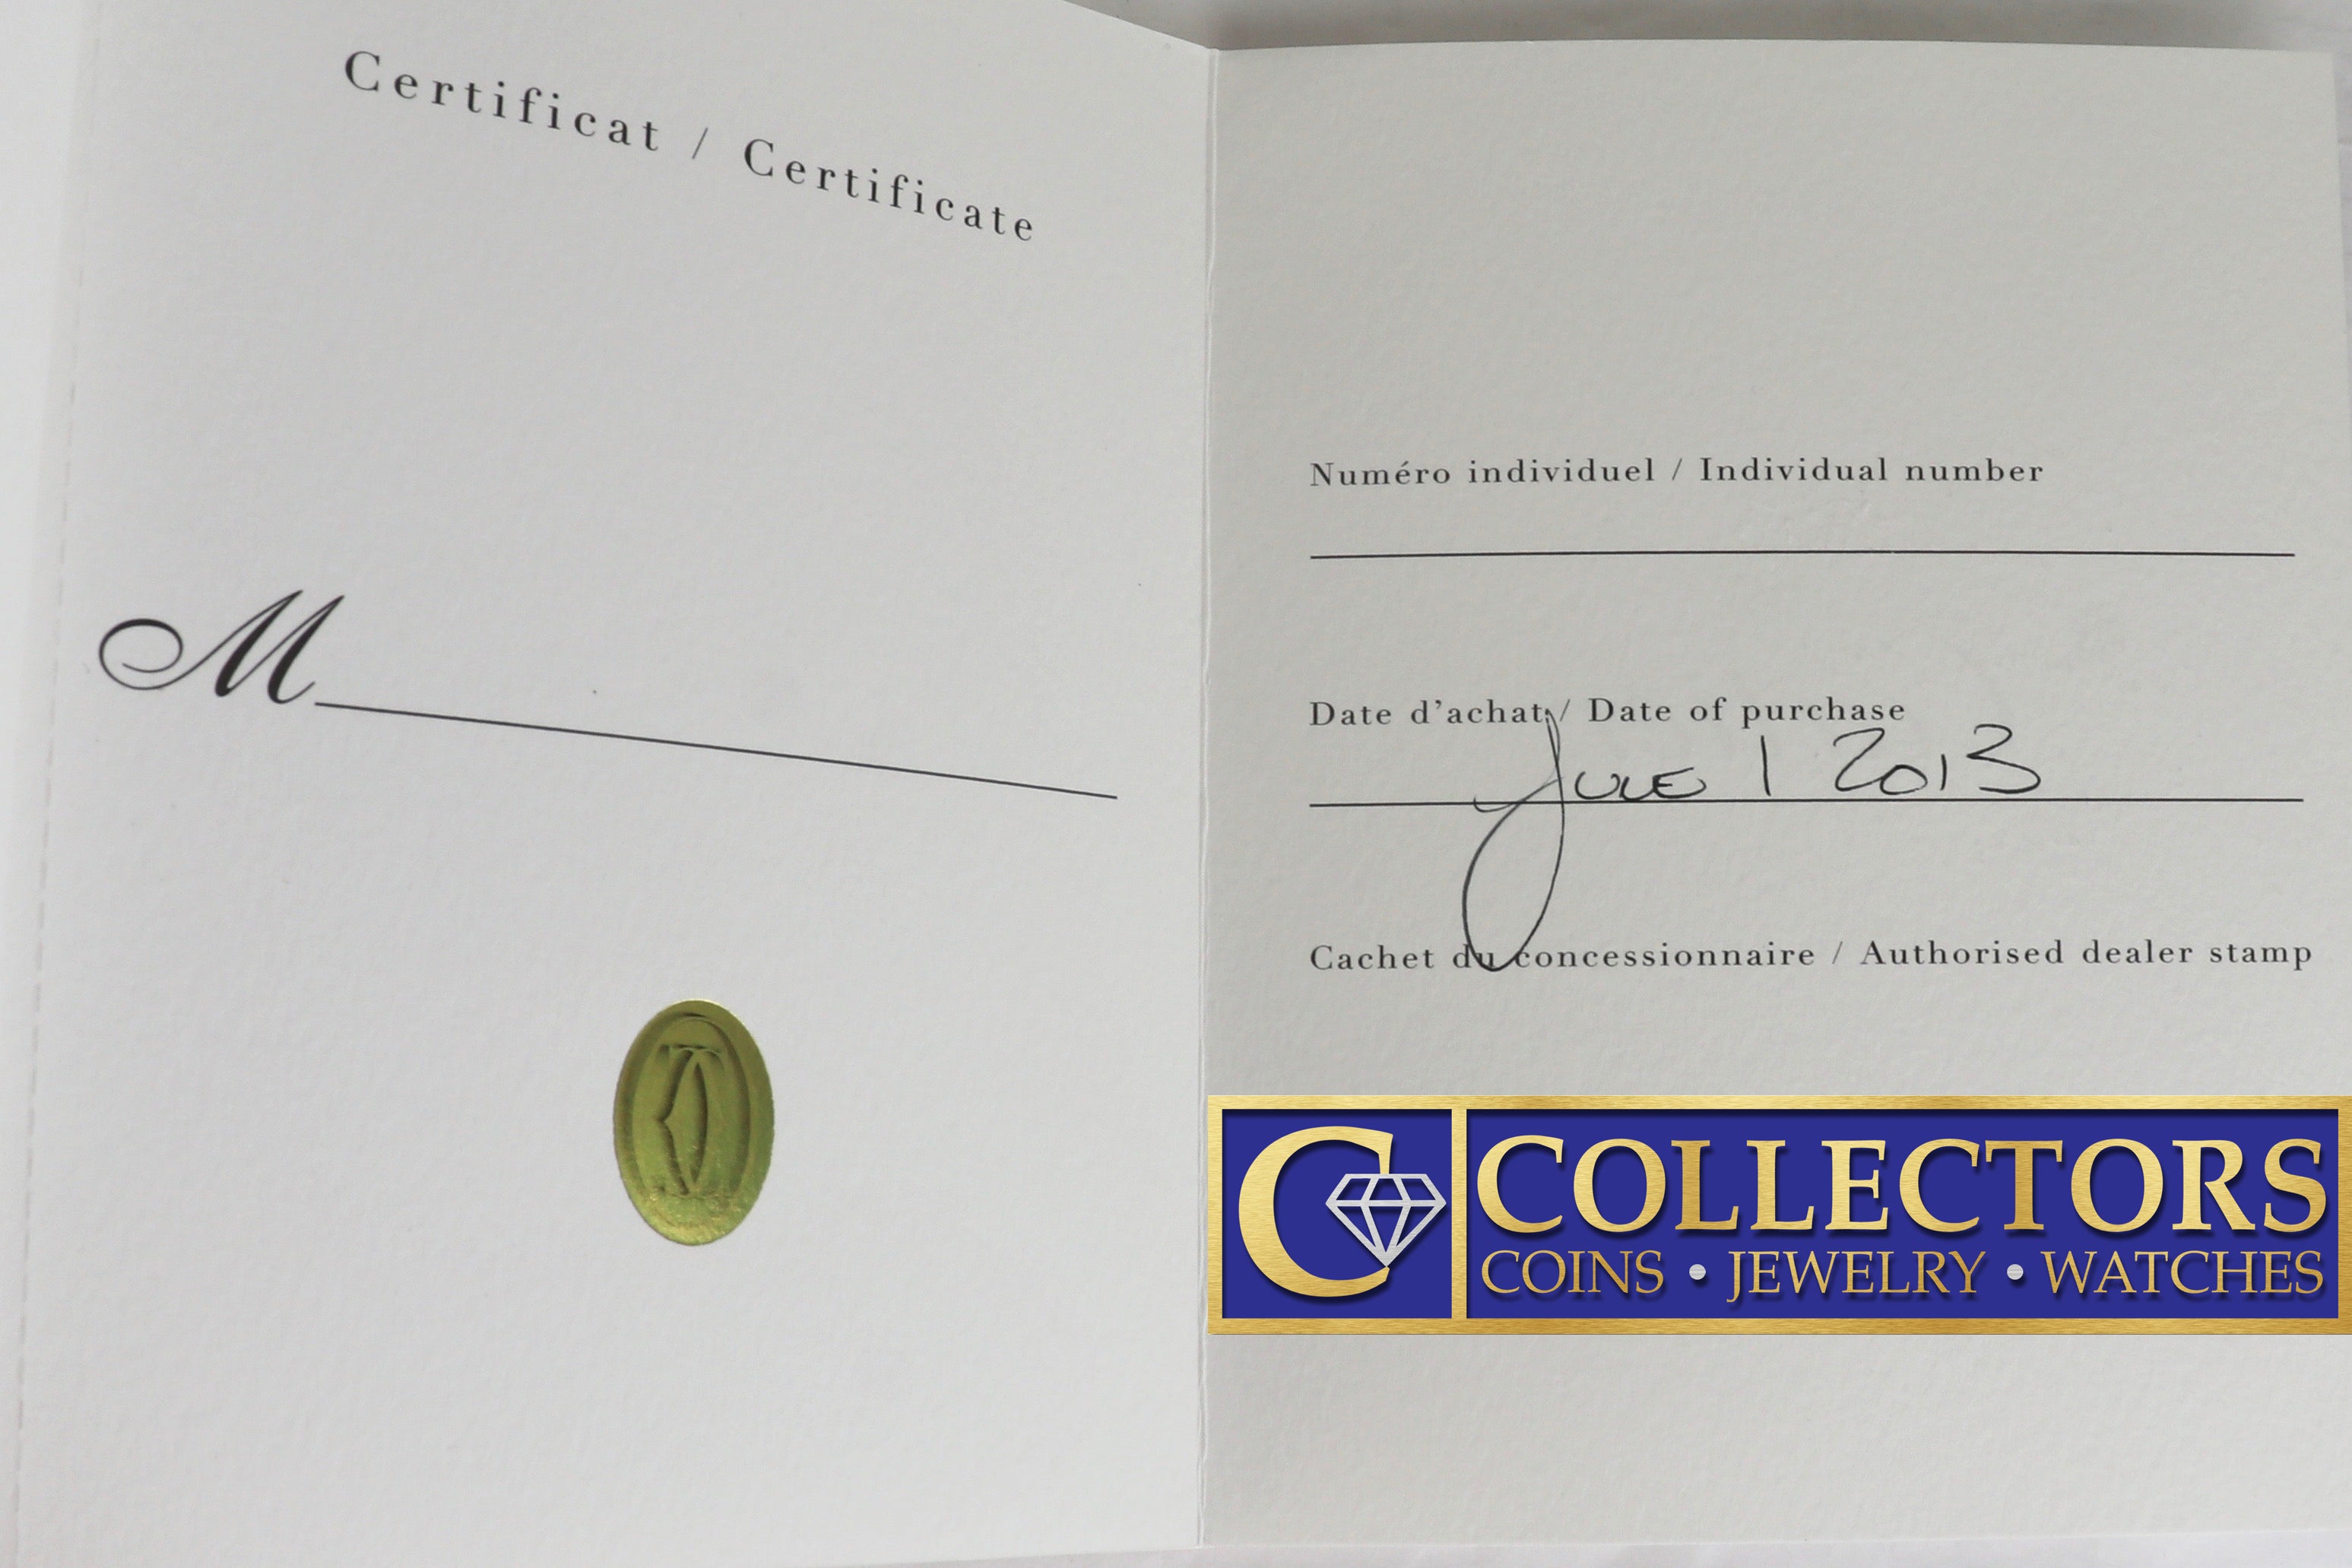 Certificat / Certificate
M
Numéro individuel / Individual number
Date d'achat / Date of purchase
June 1 2013
Cachet du concessionnaire / Authorised dealer stamp
C COLLECTORS
COINS • JEWELRY • WATCHES